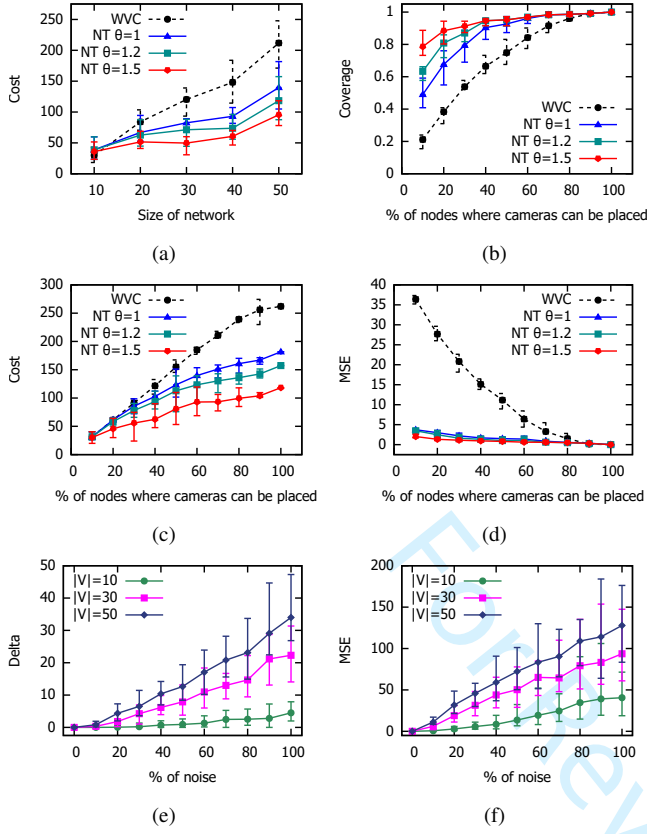 300
250
200
150
100
50
0
10 20 30 40 50
Cost
Size of network
WVC
NT θ=1
NT θ=1.2
NT θ=1.5
(a)
1
0.8
0.6
0.4
0.2
0
0 20 40 60 80 100
Coverage
% of nodes where cameras can be placed
WVC
NT θ=1
NT θ=1.2
NT θ=1.5
(b)
300
250
200
150
100
50
0
0 20 40 60 80 100
Cost
% of nodes where cameras can be placed
WVC
NT θ=1
NT θ=1.2
NT θ=1.5
(c)
40
35
30
25
20
15
10
5
0
0 20 40 60 80 100
MSE
% of nodes where cameras can be placed
WVC
NT θ=1
NT θ=1.2
NT θ=1.5
(d)
50
40
30
20
10
0
0 20 40 60 80 100
Delta
% of noise
|V|=10
|V|=30
|V|=50
(e)
200
150
100
50
0
0 20 40 60 80 100
MSE
% of noise
|V|=10
|V|=30
|V|=50
(f)
For Rev